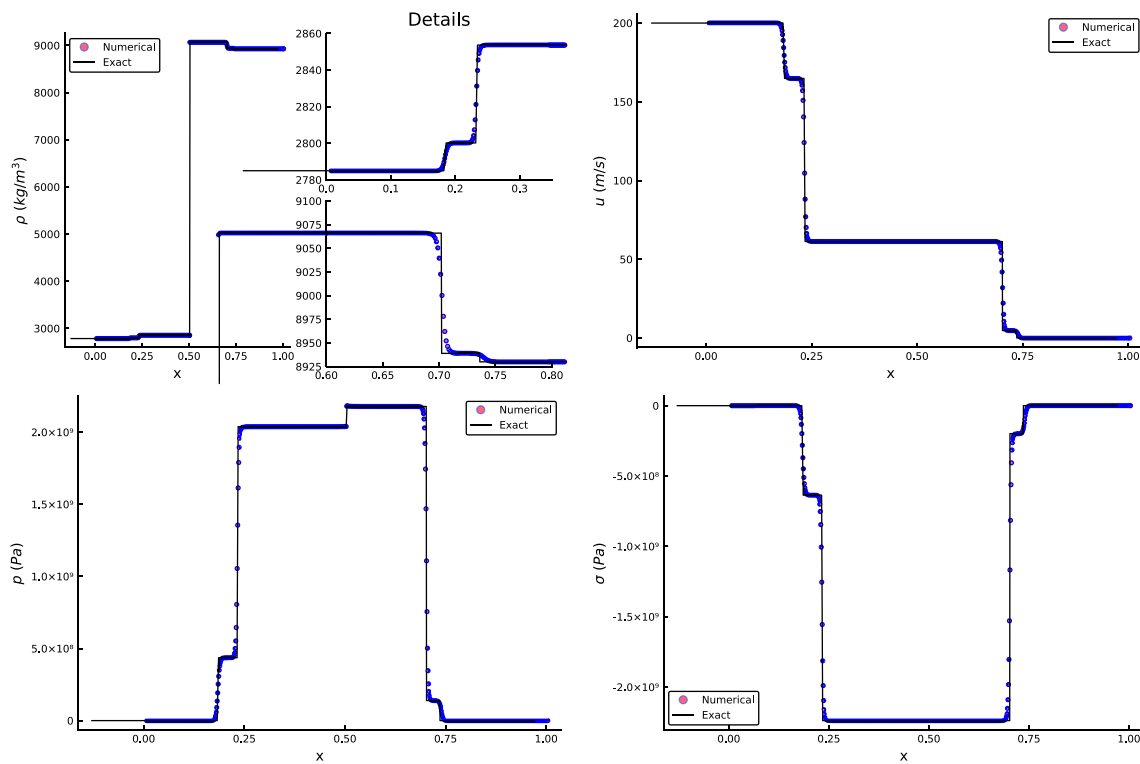 Details
Numerical
Exact
9000
8000
7000
6000
5000
4000
3000
ρ (kg/m³)
0.00 0.25 0.50 0.75 1.00
x
2860
2840
2820
2800
2780
0.0 0.1 0.2 0.3
9100
9075
9050
9025
9000
8975
8950
8925
0.60 0.65 0.70 0.75 0.80
Numerical
Exact
200
150
100
50
0
u (m/s)
0.00 0.25 0.50 0.75 1.00
x
Numerical
Exact
2.0×10⁹
1.5×10⁹
1.0×10⁹
5.0×10⁸
0
p (Pa)
0.00 0.25 0.50 0.75 1.00
x
Numerical
Exact
0
-5.0×10⁸
-1.0×10⁹
-1.5×10⁹
-2.0×10⁹
σ (Pa)
0.00 0.25 0.50 0.75 1.00
x